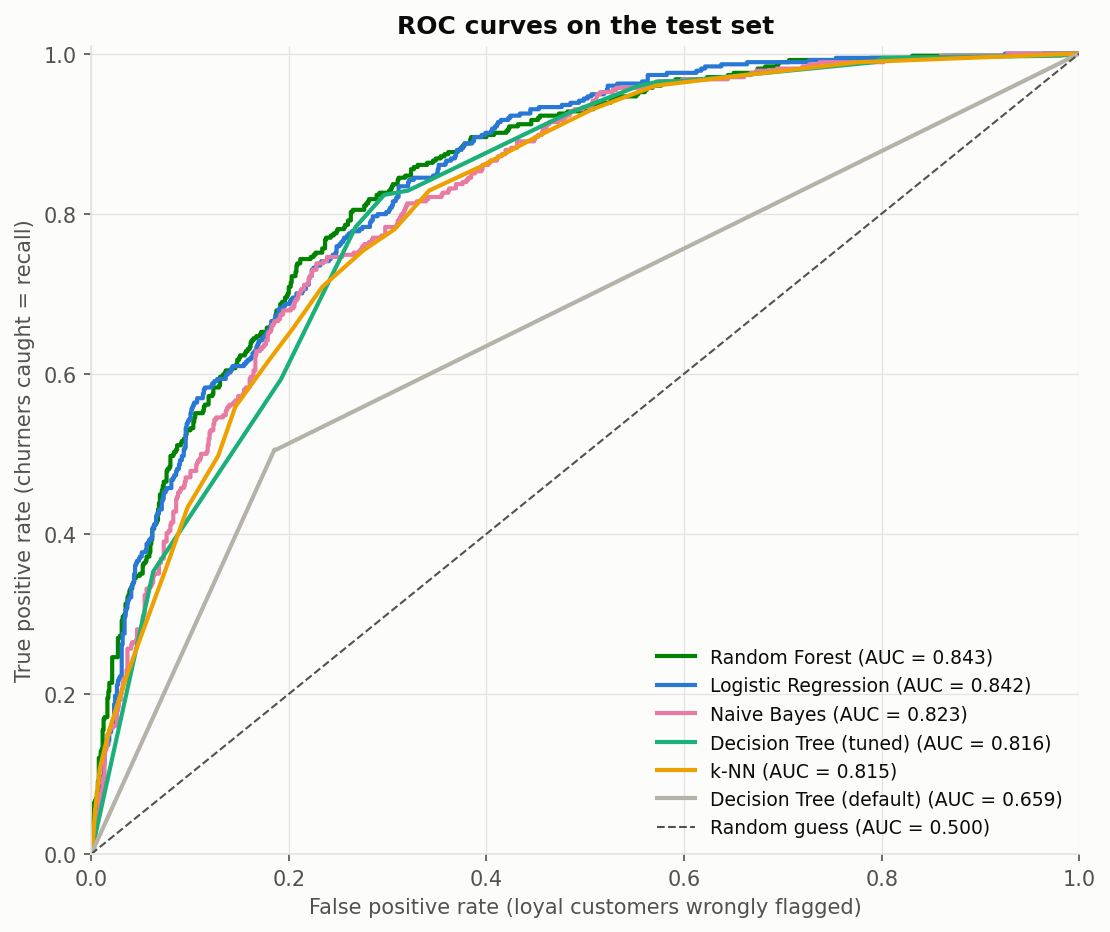 ROC curves on the test set
1.0
0.8
0.6
0.4
0.2
0.0
True positive rate (churners caught = recall)
Random Forest (AUC = 0.843)
Logistic Regression (AUC = 0.842)
Naive Bayes (AUC = 0.823)
Decision Tree (tuned) (AUC = 0.816)
k-NN (AUC = 0.815)
Decision Tree (default) (AUC = 0.659)
Random guess (AUC = 0.500)
0.0 0.2 0.4 0.6 0.8 1.0
False positive rate (loyal customers wrongly flagged)